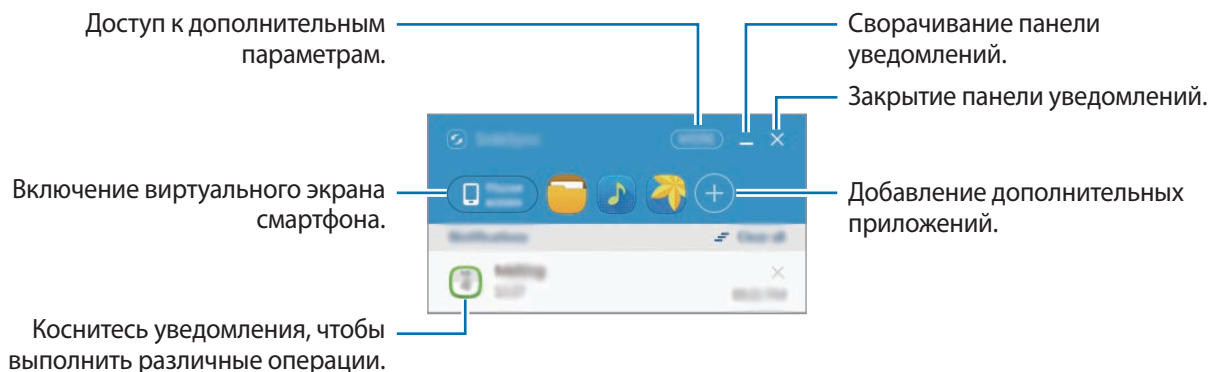 Доступ к дополнительным
параметрам.
Сворачивание панели
уведомлений.
Закрытие панели уведомлений.
Включение виртуального экрана
смартфона.
Добавление дополнительных
приложений.
Коснитесь уведомления, чтобы
выполнить различные операции.